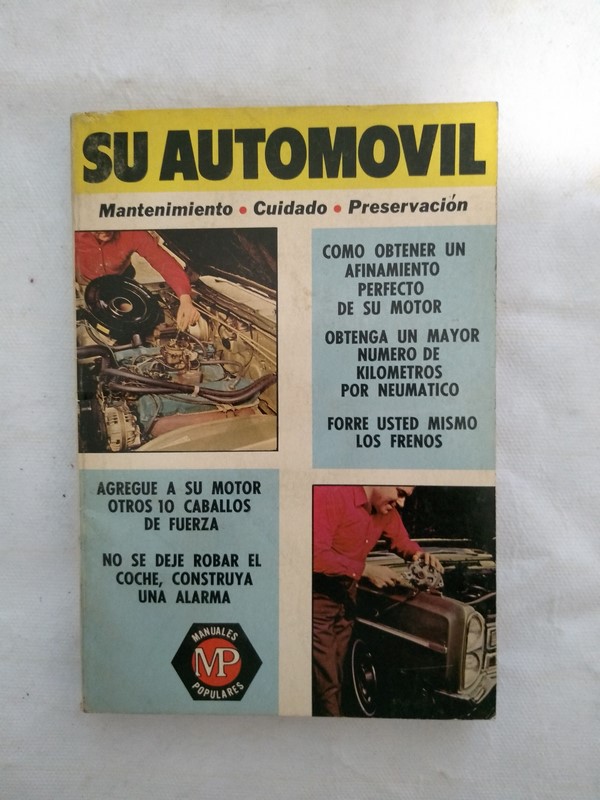 SU AUTOMOVIL
Mantenimiento • Cuidado • Preservación
COMO OBTENER UN
AFINAMIENTO
PERFECTO
DE SU MOTOR
OBTENGA UN MAYOR
NUMERO DE
KILOMETROS
POR NEUMATICO
FORRE USTED MISMO
LOS FRENOS
AGREGUE A SU MOTOR
OTROS 10 CABALLOS
DE FUERZA
NO SE DEJE ROBAR EL
COCHE, CONSTRUYA
UNA ALARMA
MANUALES
MP
POPULARES